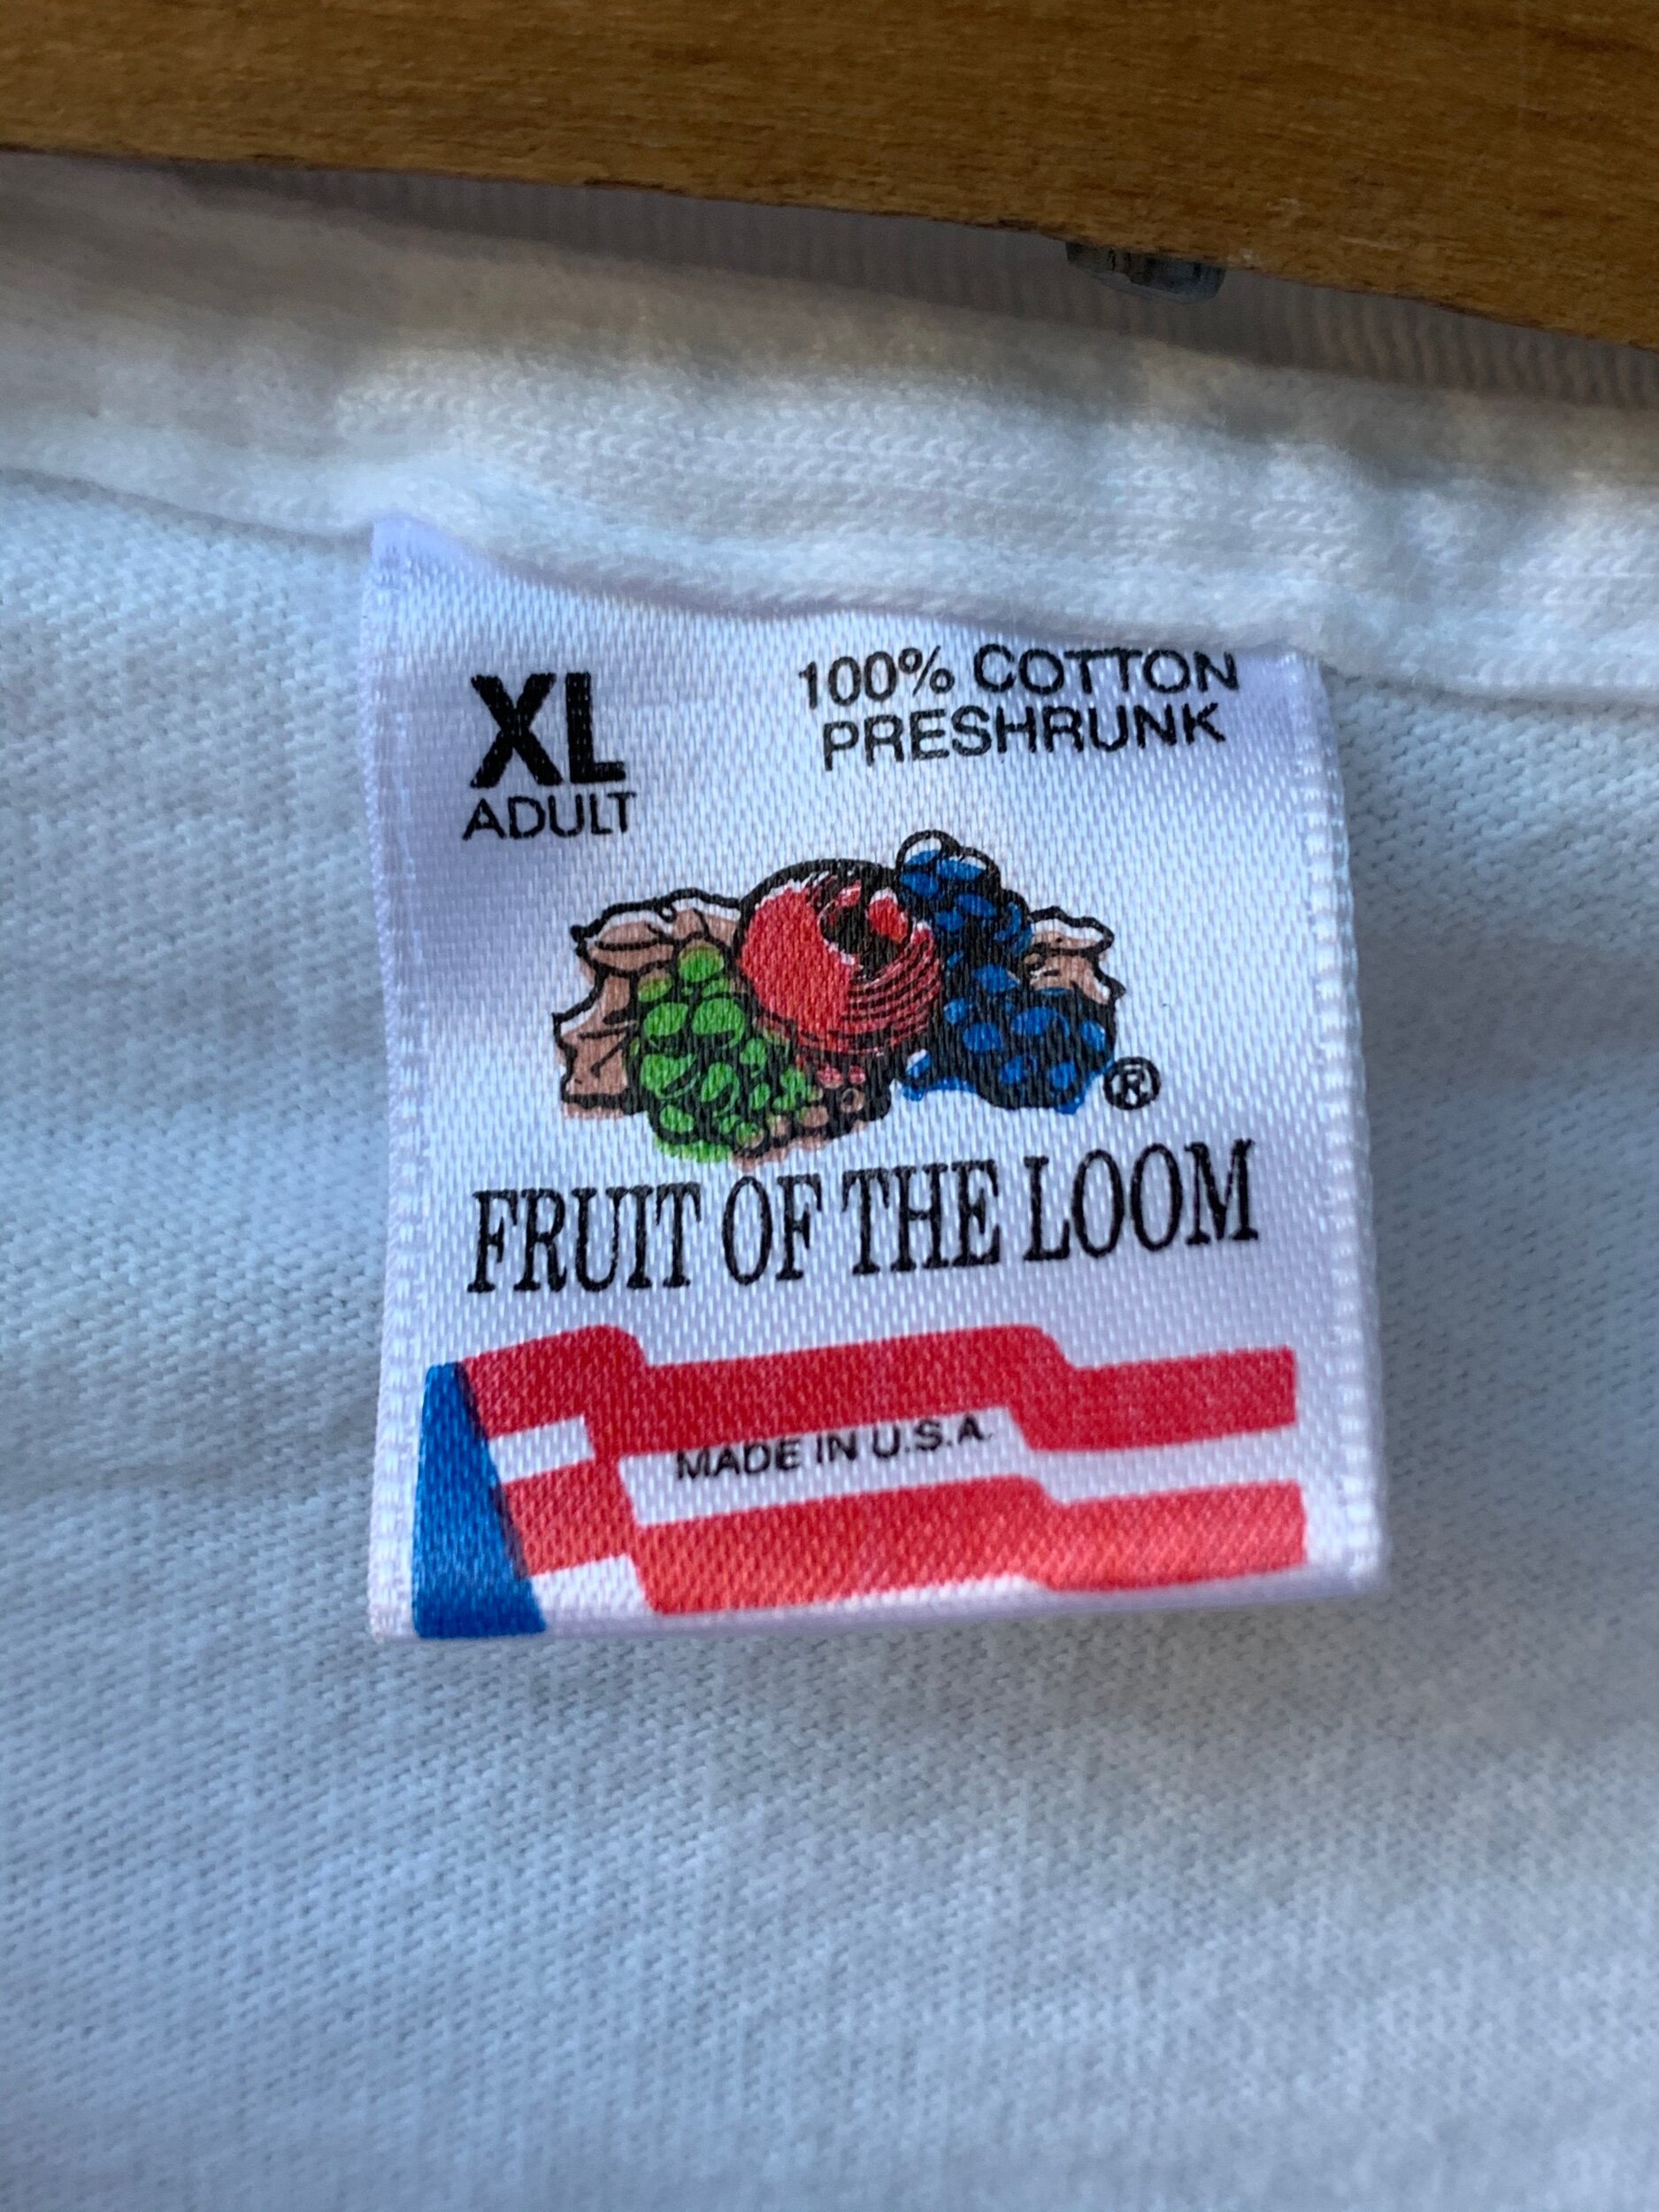 XL
ADULT
100% COTTON
PRESHRUNK
®
FRUIT OF THE LOOM
MADE IN U.S.A.